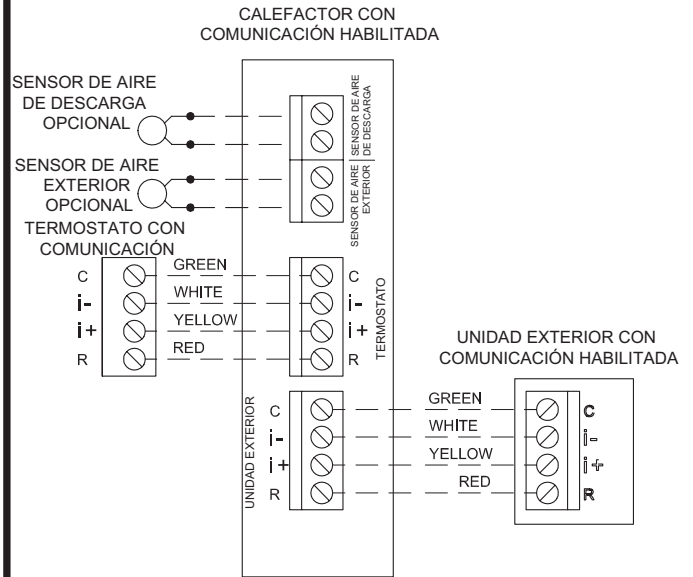 CALEFACTOR CON
COMUNICACIÓN HABILITADA
SENSOR DE AIRE
DE DESCARGA
OPCIONAL
SENSOR DE AIRE
DE DESCARGA
SENSOR DE AIRE
EXTERIOR
OPCIONAL
SENSOR DE AIRE
EXTERIOR
TERMOSTATO CON
COMUNICACIÓN
C GREEN C
i- WHITE i-
i+ YELLOW i+
R RED R
TERMOSTATO
UNIDAD EXTERIOR CON
COMUNICACIÓN HABILITADA
UNIDAD EXTERIOR
C GREEN C
i- WHITE i-
i+ YELLOW i+
R RED R